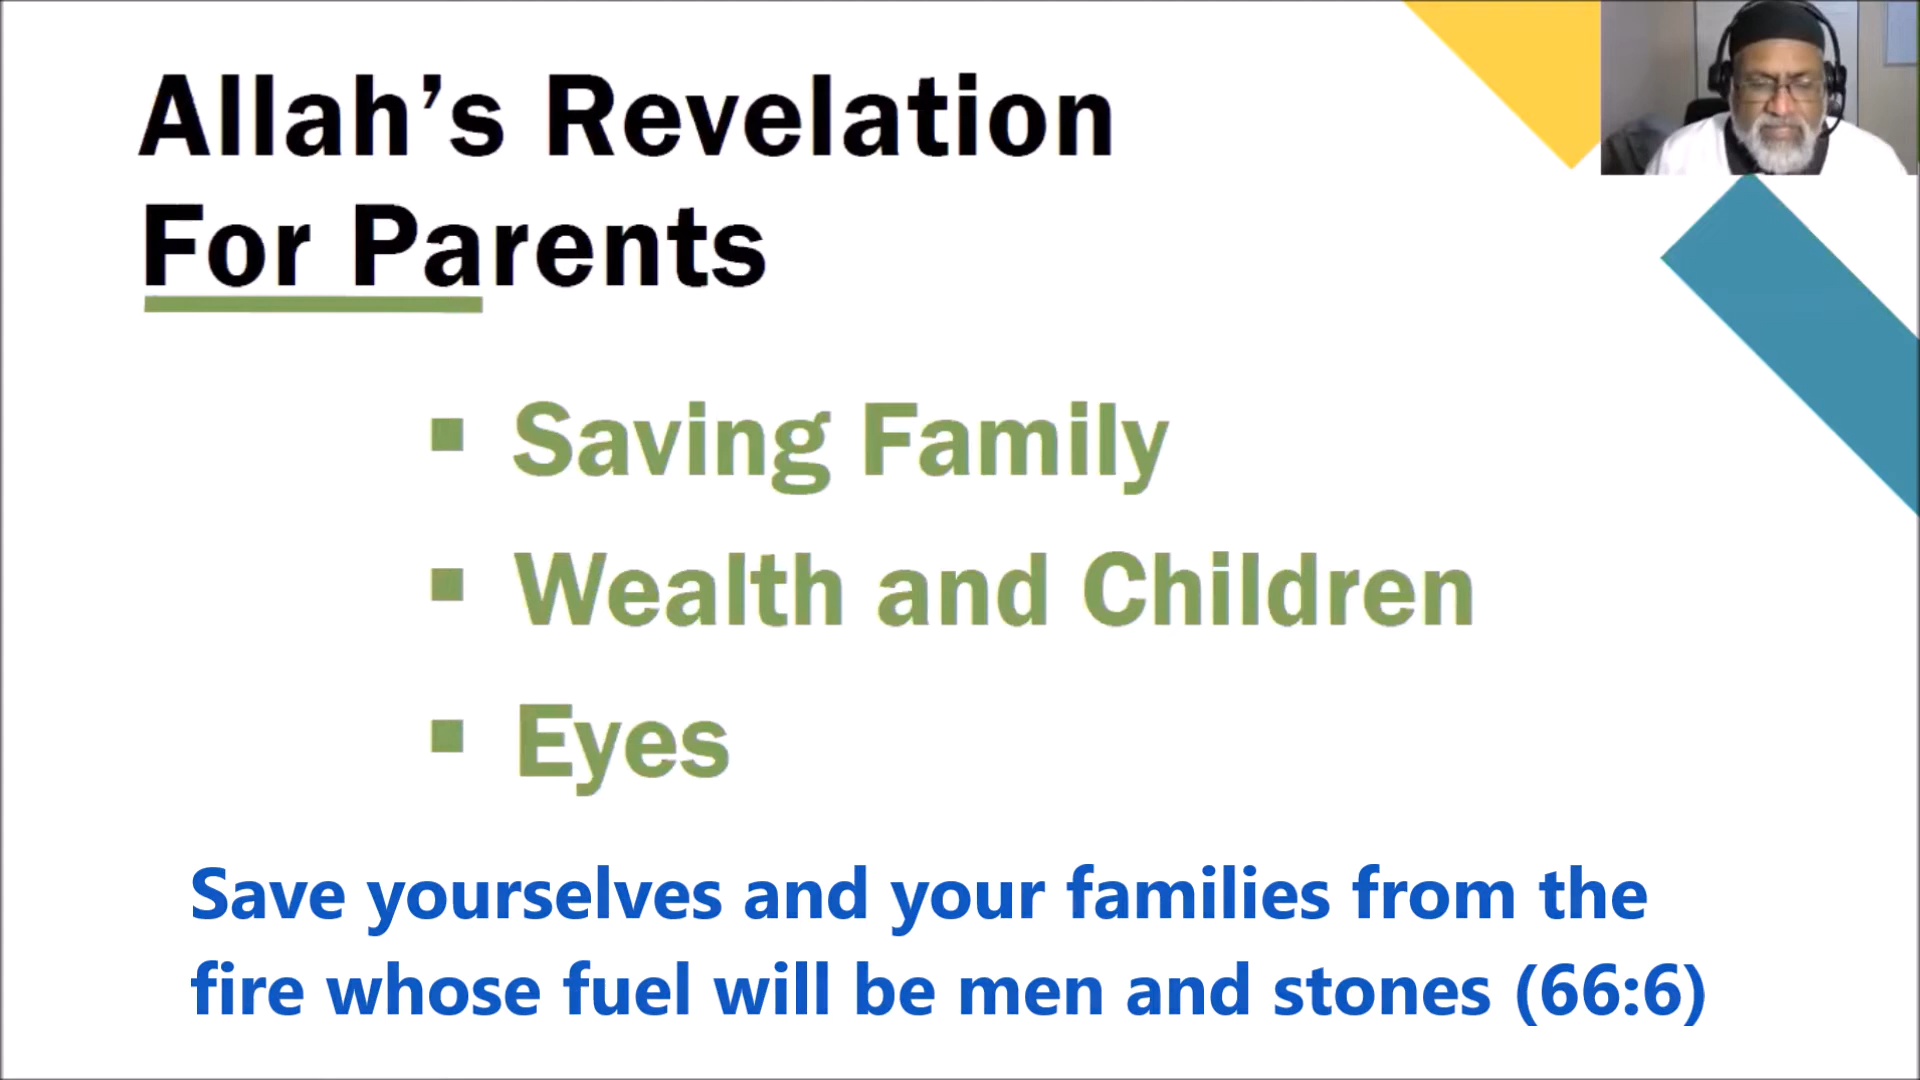 Allah’s Revelation
For Parents
▪ Saving Family
▪ Wealth and Children
▪ Eyes
Save yourselves and your families from the
fire whose fuel will be men and stones (66:6)